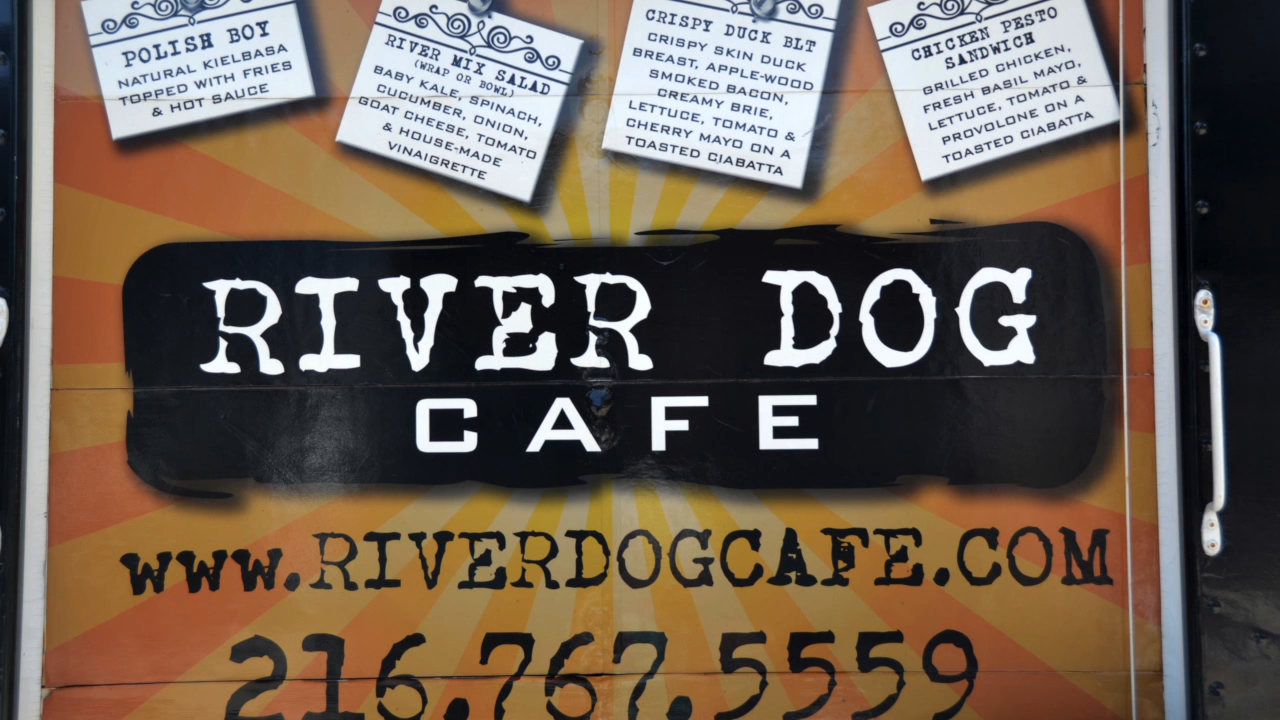 POLISH BOY
NATURAL KIELBASA
TOPPED WITH FRIES
& HOT SAUCE
RIVER MIX SALAD
(WRAP OR BOWL)
BABY KALE, SPINACH,
CUCUMBER, ONION,
GOAT CHEESE, TOMATO
& HOUSE-MADE
VINAIGRETTE
CRISPY DUCK BLT
CRISPY SKIN DUCK
BREAST, APPLE-WOOD
SMOKED BACON,
CREAMY BRIE,
LETTUCE, TOMATO &
CHERRY MAYO ON A
TOASTED CIABATTA
CHICKEN PESTO
SANDWICH
GRILLED CHICKEN,
FRESH BASIL MAYO,
LETTUCE, TOMATO &
PROVOLONE ON A
TOASTED CIABATTA
RIVER DOG
CAFE
www.RIVERDOGCAFE.COM
216.767.5559